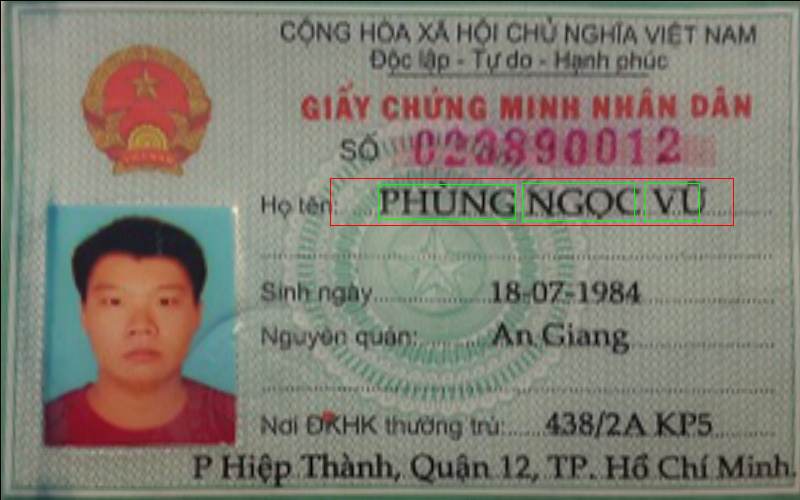 CỘNG HÒA XÃ HỘI CHỦ NGHĨA VIỆT NAM
Độc lập - Tự do - Hạnh phúc
GIẤY CHỨNG MINH NHÂN DÂN
SỐ 023890012
Họ tên: PHÙNG NGỌC VŨ
Sinh ngày 18-07-1984
Nguyên quán: An Giang
Nơi ĐKHK thường trú: 438/2A KP5
P Hiệp Thành, Quận 12, TP. Hồ Chí Minh.